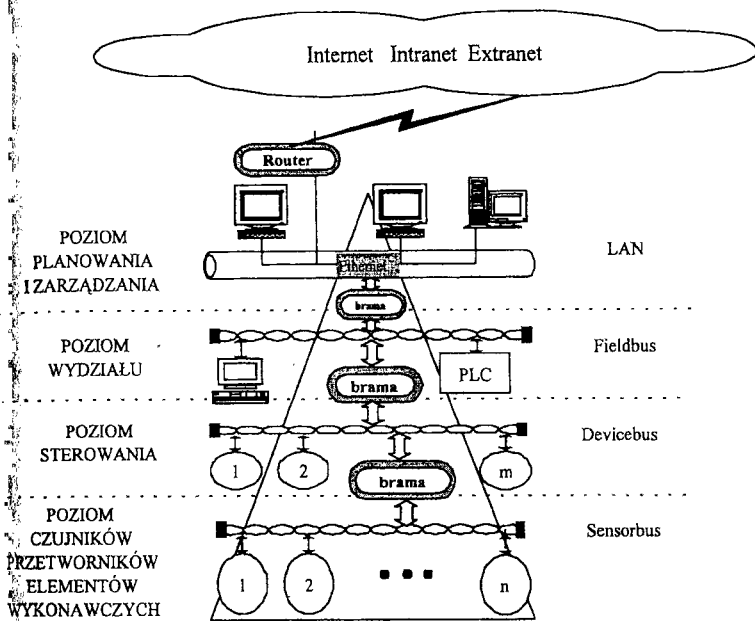 Internet Intranet Extranet
Router
POZIOM
PLANOWANIA
I ZARZĄDZANIA
Ethernet
LAN
brama
POZIOM
WYDZIAŁU
PLC
Fieldbus
brama
POZIOM
STEROWANIA
1
2
m
Devicebus
brama
POZIOM
CZUJNIKÓW
PRZETWORNIKÓW
ELEMENTÓW
WYKONAWCZYCH
1
2
n
Sensorbus